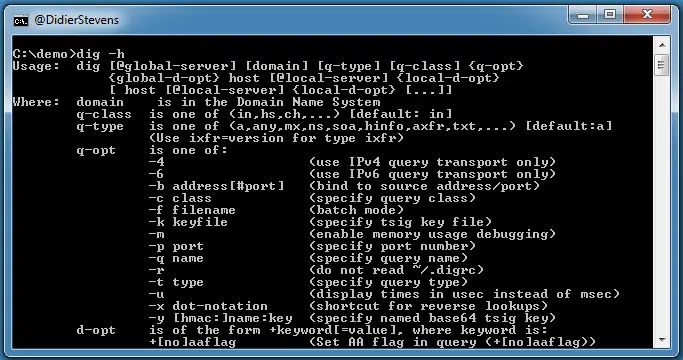 @DidierStevens
C:\demo>dig -h
Usage:  dig [@global-server] [domain] [q-type] [q-class] {q-opt}
            {global-d-opt} host [@local-server] {local-d-opt}
            [ host [@local-server] {local-d-opt} [...]]
Where:  domain    is in the Domain Name System
        q-class  is one of (in,hs,ch,...) [default: in]
        q-type   is one of (a,any,mx,ns,soa,hinfo,axfr,txt,...) [default:a]
                 (Use ixfr=version for type ixfr)
        q-opt    is one of:
                 -4                  (use IPv4 query transport only)
                 -6                  (use IPv6 query transport only)
                 -b address[#port]   (bind to source address/port)
                 -c class            (specify query class)
                 -f filename         (batch mode)
                 -k keyfile          (specify tsig key file)
                 -m                  (enable memory usage debugging)
                 -p port             (specify port number)
                 -q name             (specify query name)
                 -r                  (do not read ~/.digrc)
                 -t type             (specify query type)
                 -u                  (display times in usec instead of msec)
                 -x dot-notation     (shortcut for reverse lookups)
                 -y [hmac:]name:key  (specify named base64 tsig key)
        d-opt    is of the form +keyword[=value], where keyword is:
                 +[no]aaflag         (Set AA flag in query (+[no]aaflag))